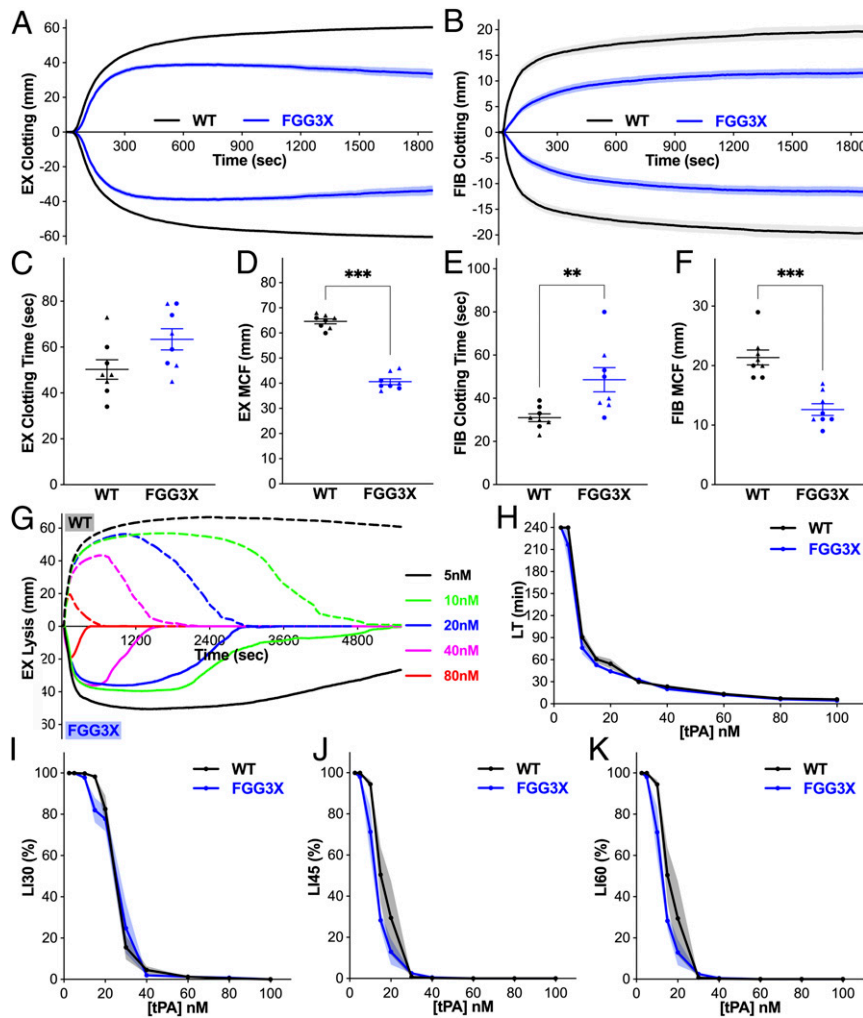 A
EX Clotting (mm)
60
40
20
0
-20
-40
-60
WT FGG3X
300 600 900 1200 1500 1800
Time (sec)
B
FIB Clotting (mm)
20
15
10
5
0
-5
-10
-15
-20
WT FGG3X
300 600 900 1200 1500 1800
Time (sec)
C
EX Clotting Time (sec)
100
80
60
40
20
0
WT FGG3X
D
EX MCF (mm)
80
70
60
50
40
30
20
10
0
***
WT FGG3X
E
FIB Clotting Time (sec)
100
80
60
40
20
0
**
WT FGG3X
F
FIB MCF (mm)
30
20
10
0
***
WT FGG3X
G
WT
EX Lysis (mm)
60
40
20
0
20
40
60
1200 2400 3600 4800
Time (sec)
FGG3X
5nM
10nM
20nM
40nM
80nM
H
LT (min)
240
210
180
150
120
90
60
30
0
WT
FGG3X
0 20 40 60 80 100
[tPA] nM
I
LI30 (%)
100
80
60
40
20
0
WT
FGG3X
0 20 40 60 80 100
[tPA] nM
J
LI45 (%)
100
80
60
40
20
0
WT
FGG3X
0 20 40 60 80 100
[tPA] nM
K
LI60 (%)
100
80
60
40
20
0
WT
FGG3X
0 20 40 60 80 100
[tPA] nM